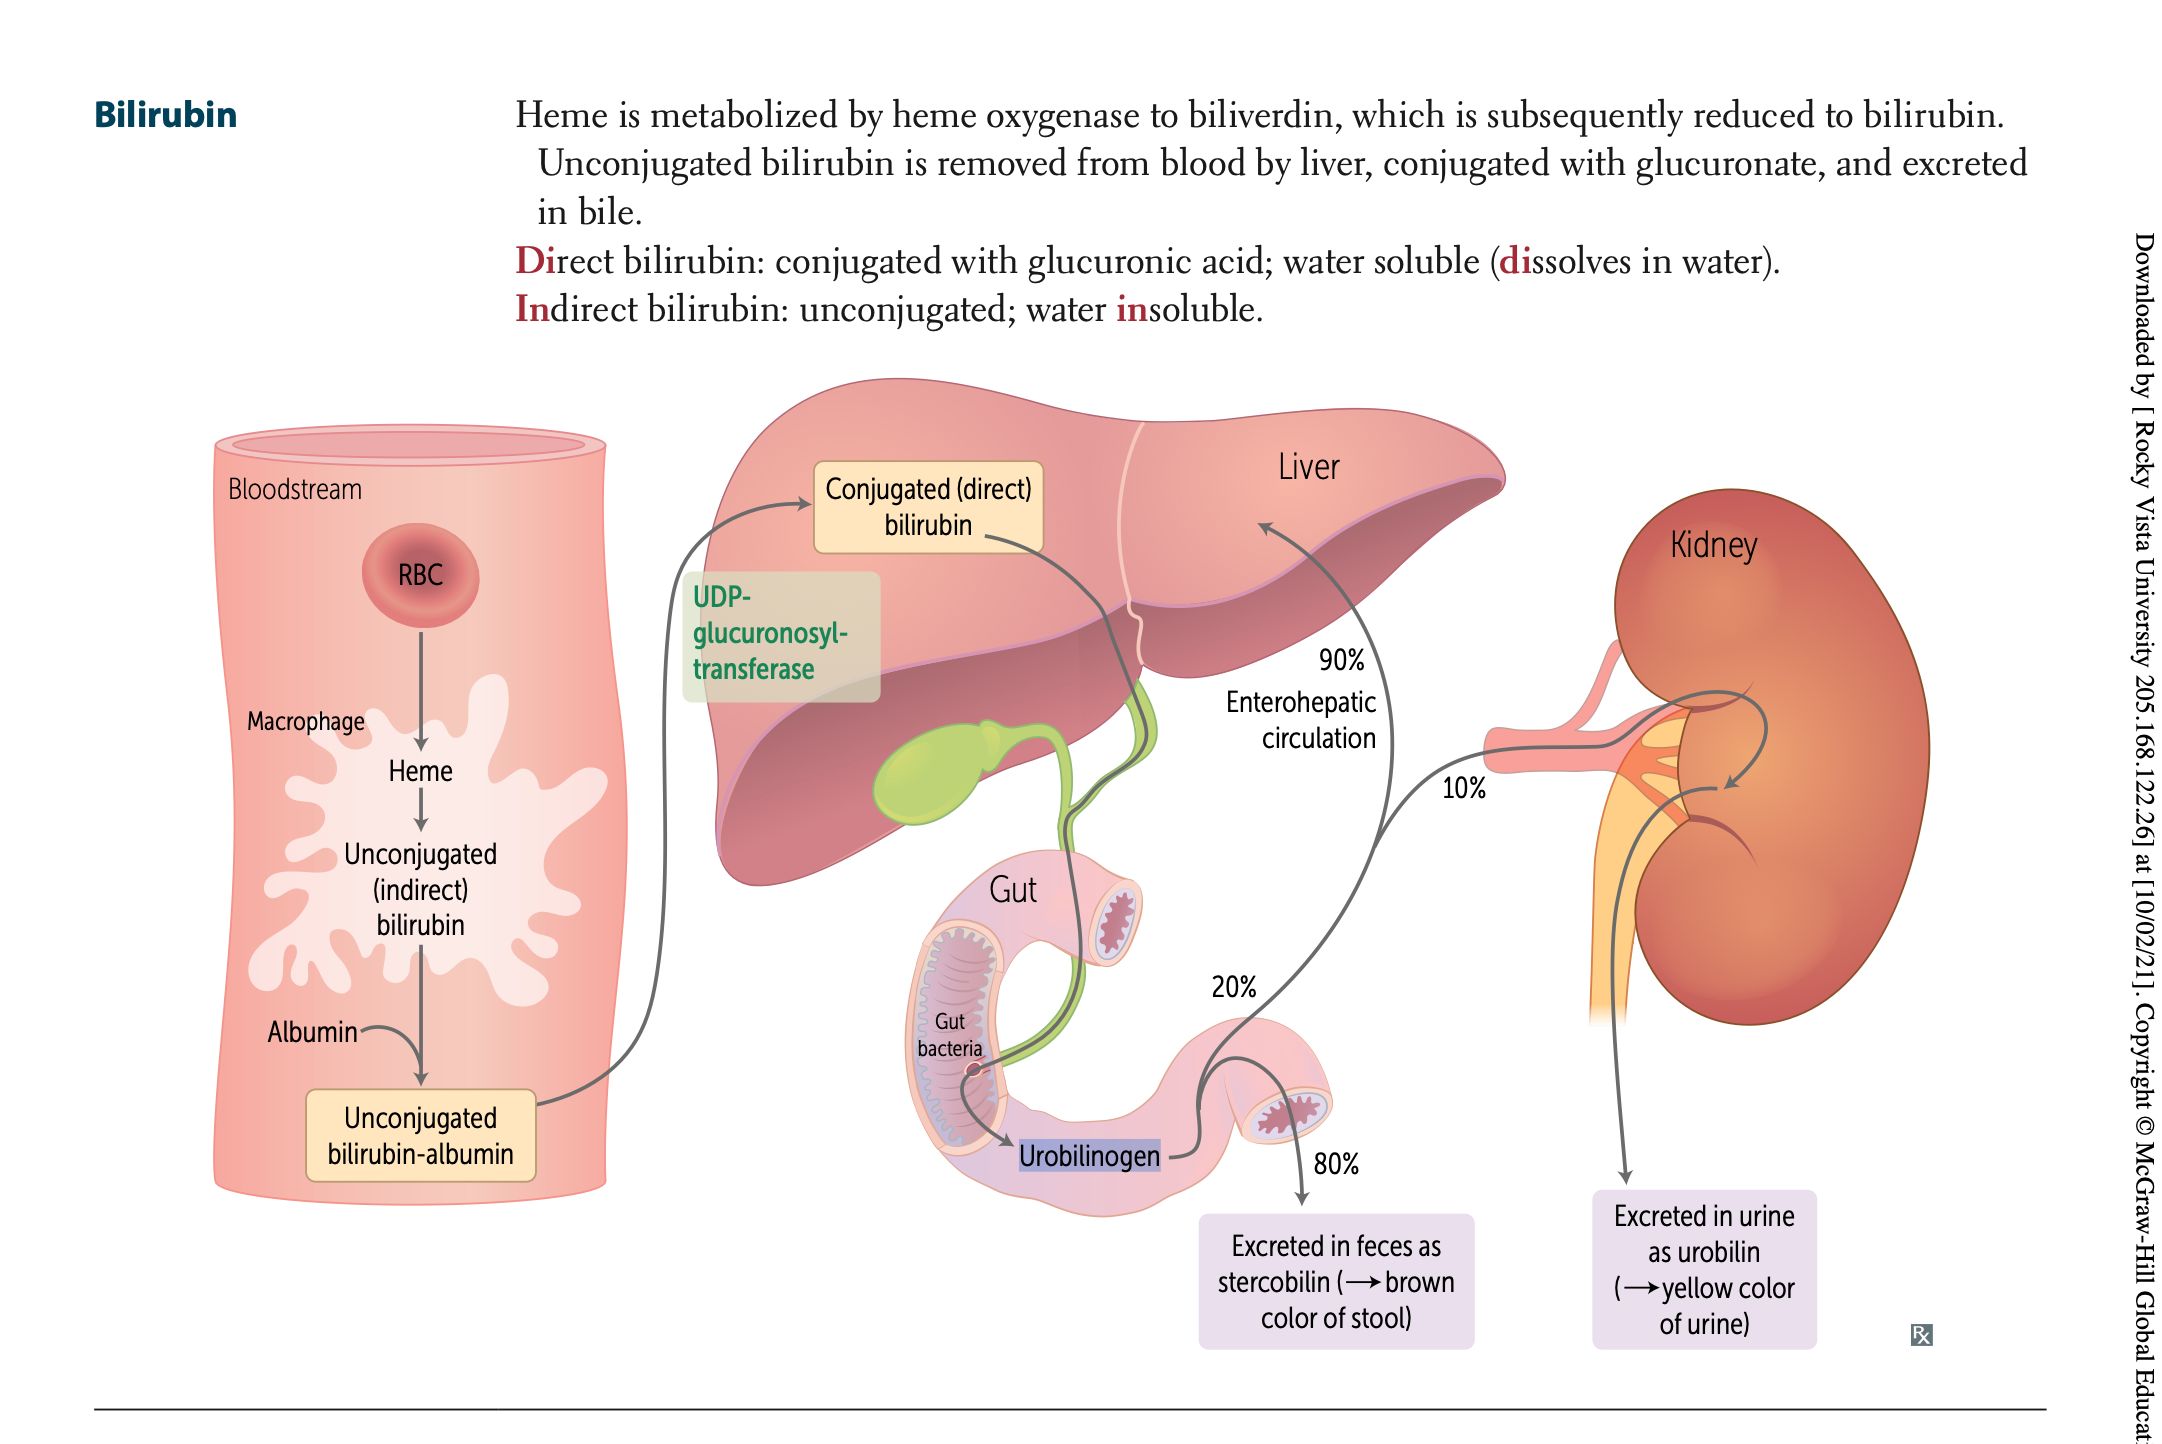 Bilirubin
Heme is metabolized by heme oxygenase to biliverdin, which is subsequently reduced to bilirubin.
Unconjugated bilirubin is removed from blood by liver, conjugated with glucuronate, and excreted
in bile.
Direct bilirubin: conjugated with glucuronic acid; water soluble (dissolves in water).
Indirect bilirubin: unconjugated; water insoluble.
Bloodstream
RBC
Macrophage
Heme
Unconjugated
(indirect)
bilirubin
Albumin
Unconjugated
bilirubin-albumin
UDP-
glucuronosyl-
transferase
Conjugated (direct)
bilirubin
Liver
90%
Enterohepatic
circulation
10%
Kidney
Gut
Gut
bacteria
Urobilinogen
20%
80%
Excreted in feces as
stercobilin (→brown
color of stool)
Excreted in urine
as urobilin
(→yellow color
of urine)
Rx
Downloaded by [ Rocky Vista University 205.168.122.26] at [10/02/21]. Copyright © McGraw-Hill Global Educat